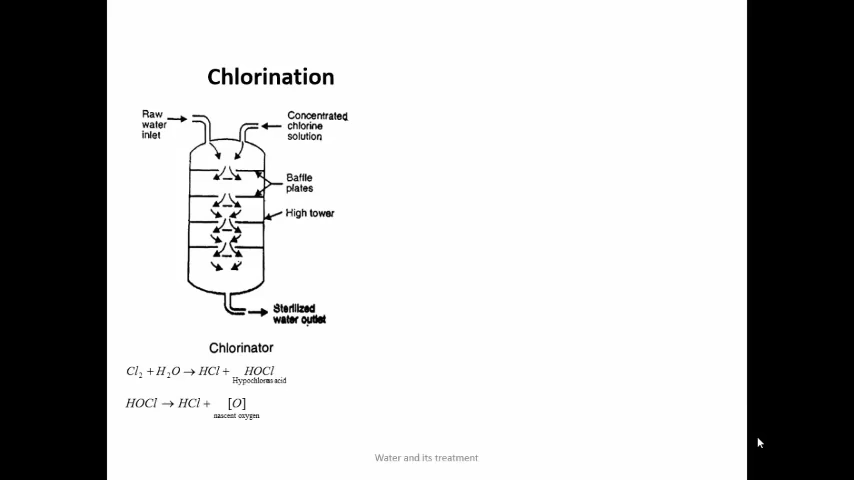 Chlorination
Raw
water
inlet
Concentrated
chlorine
solution
Baffle
plates
High tower
Sterilized
water outlet
Chlorinator
Cl₂ + H₂O → HCl + HOCl
Hypochlorus acid
HOCl → HCl + [O]
nascent oxygen
Water and its treatment